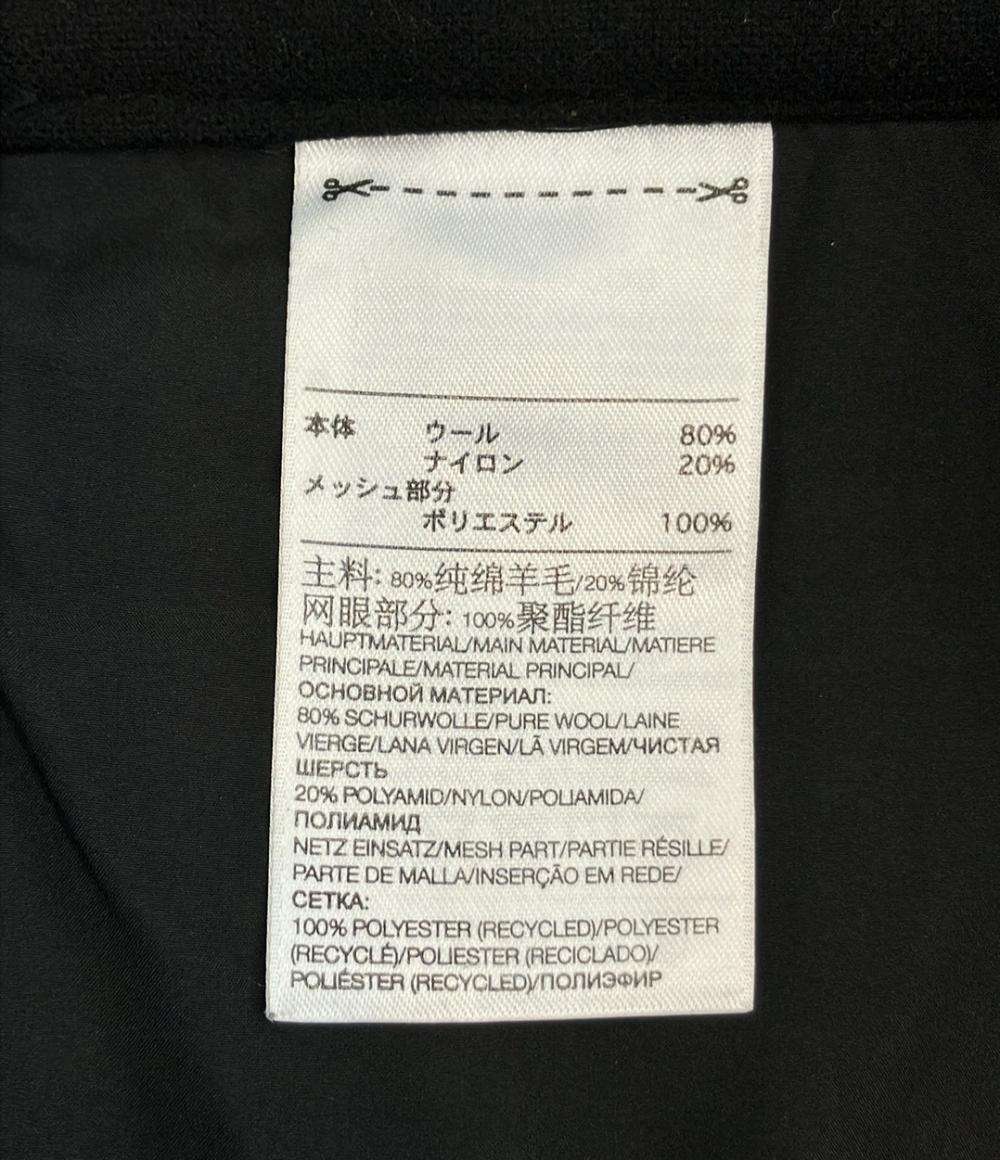 本体 ウール 80%
ナイロン 20%
メッシュ部分
ポリエステル 100%
主料: 80%纯绵羊毛/20%锦纶
网眼部分: 100%聚酯纤维
HAUPTMATERIAL/MAIN MATERIAL/MATIERE
PRINCIPALE/MATERIAL PRINCIPAL/
ОСНОВНОЙ МАТЕРИАЛ:
80% SCHURWOLLE/PURE WOOL/LAINE
VIERGE/LANA VIRGEN/LÃ VIRGEM/ЧИСТАЯ
ШЕРСТЬ
20% POLYAMID/NYLON/POLIAMIDA/
ПОЛИАМИД
NETZ EINSATZ/MESH PART/PARTIE RÉSILLE/
PARTE DE MALLA/INSERÇÃO EM REDE/
СЕТКА:
100% POLYESTER (RECYCLED)/POLYESTER
(RECYCLÉ)/POLIESTER (RECICLADO)/
POLIÉSTER (RECYCLED)/ПОЛИЭФИР